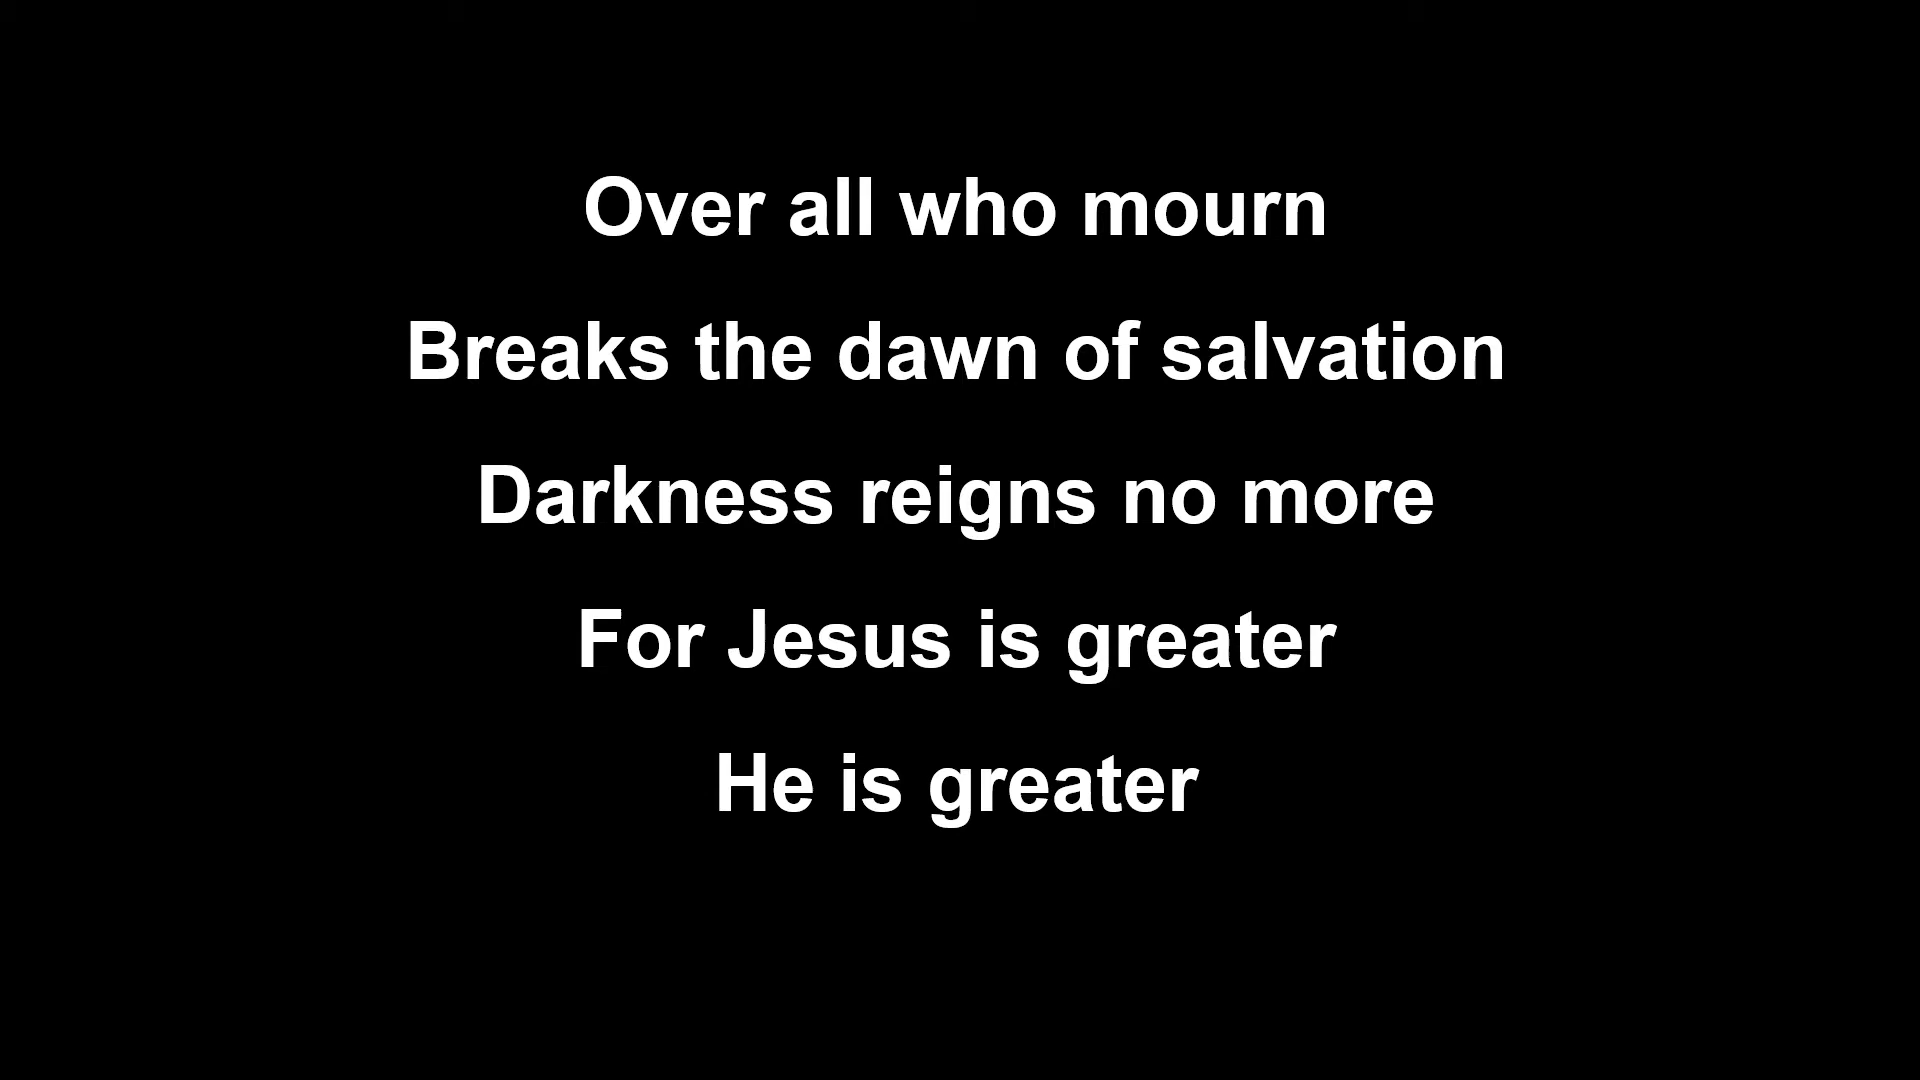 Over all who mourn
Breaks the dawn of salvation
Darkness reigns no more
For Jesus is greater
He is greater